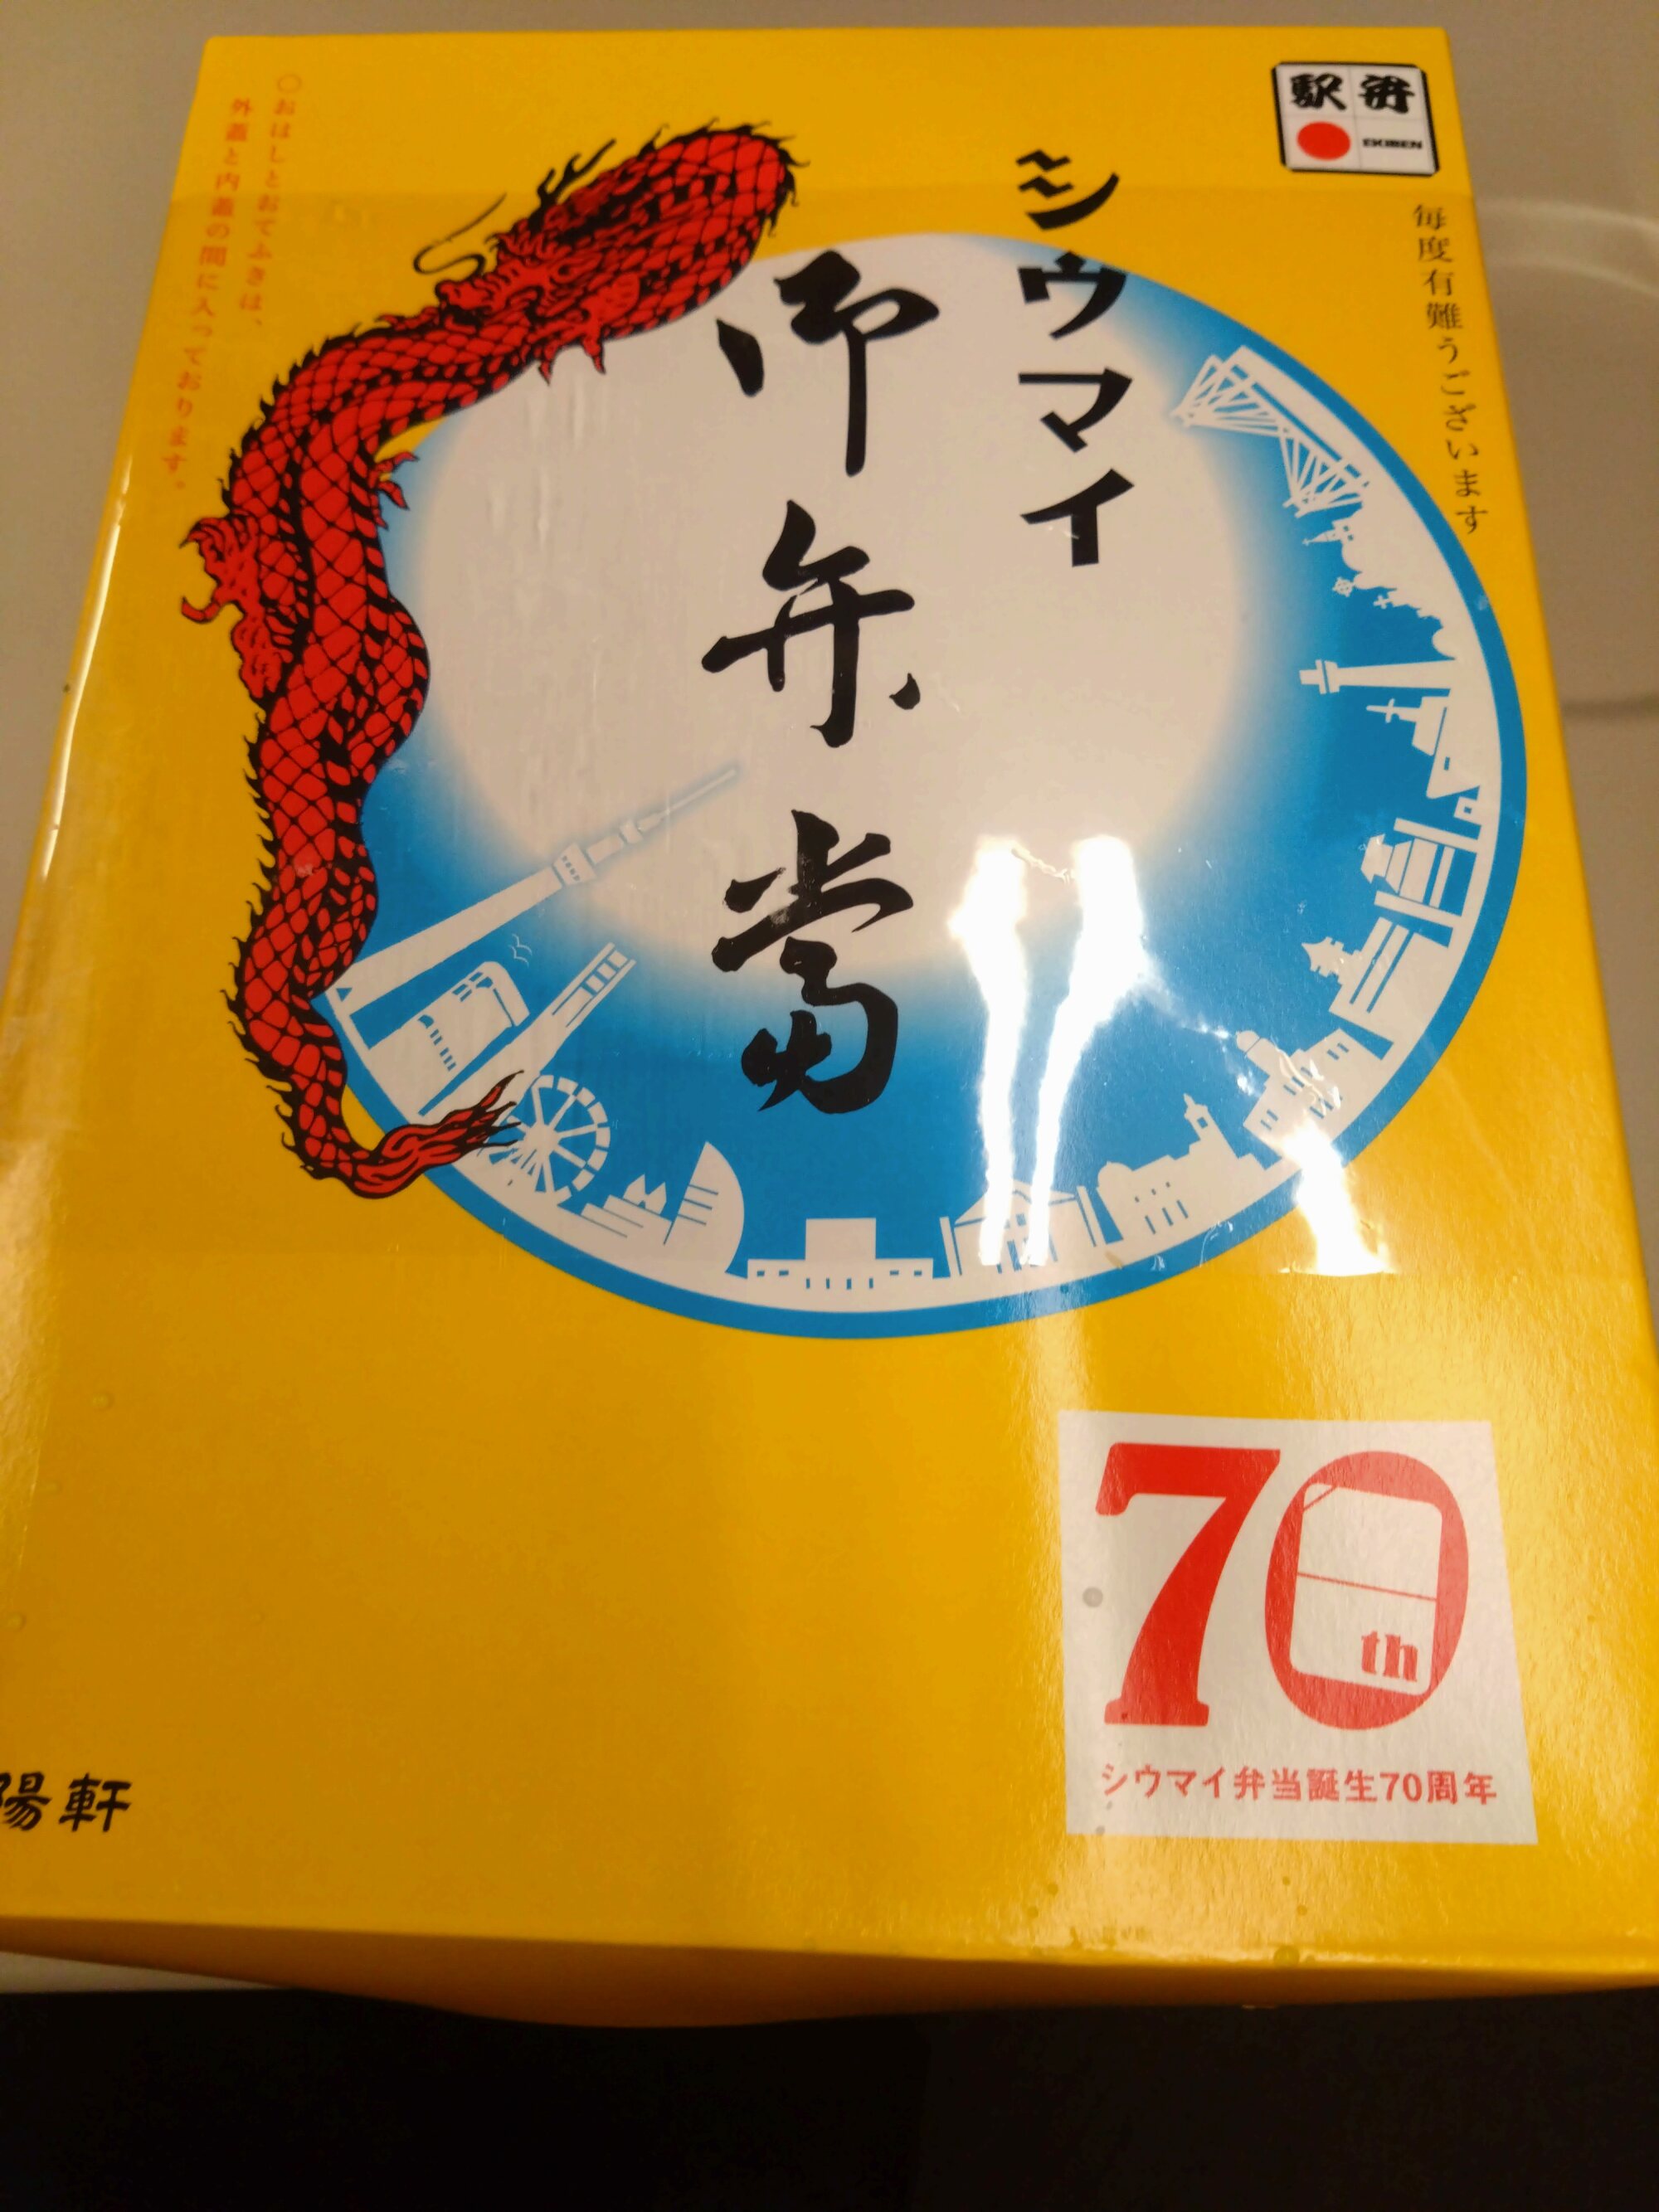 駅弁
EKIBEN
毎度有難うございます
シウマイ
御弁当
○おはしとおてふきは、
外蓋と内蓋の間に入っております。
70th
シウマイ弁当誕生70周年
陽軒